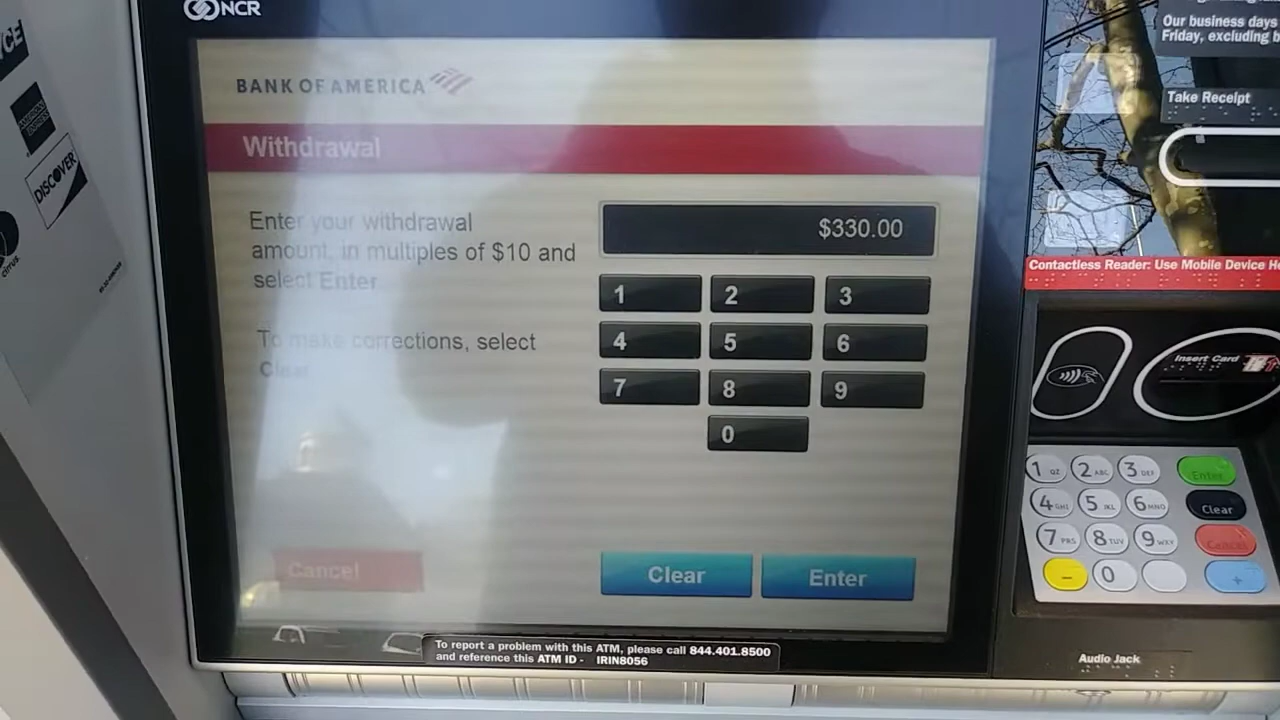 NCR
BANK OF AMERICA
Withdrawal
Enter your withdrawal
amount, in multiples of $10 and
select Enter.
To make corrections, select
Clear.
$330.00
1 2 3
4 5 6
7 8 9
0
Cancel
Clear
Enter
To report a problem with this ATM, please call 844.401.8500
and reference this ATM ID - IRIN8056
DISCOVER
cirrus
Our business days
Friday, excluding b
Take Receipt
Contactless Reader: Use Mobile Device He
Insert Card
1 QZ 2 ABC 3 DEF Enter
4 GHI 5 JKL 6 MNO Clear
7 PRS 8 TUV 9 WXY Cancel
— 0 +
Audio Jack